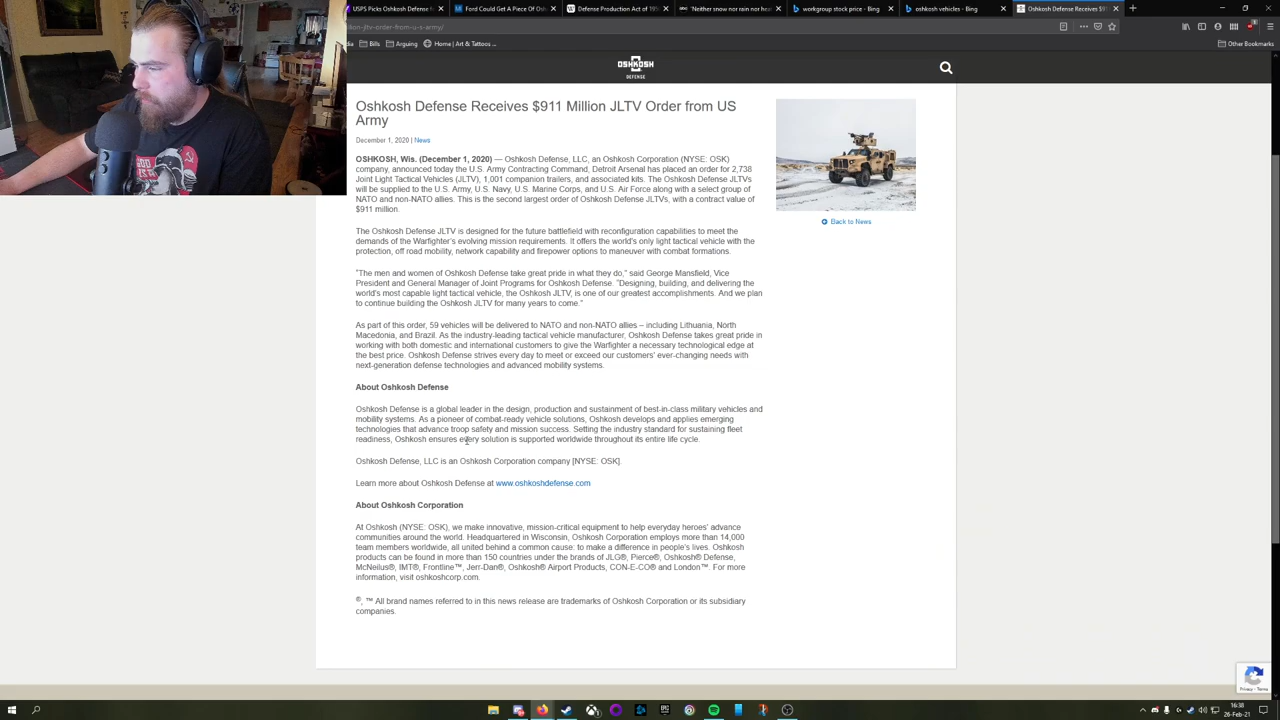 USPS Picks Oshkosh Defense f
Ford Could Get A Piece Of Osh
Defense Production Act of 195
'Neither snow nor rain nor hea
workgroup stock price - Bing
oshkosh vehicles - Bing
Oshkosh Defense Receives $91
llion-jltv-order-from-u-s-army/
dia
Bills
Arguing
Home | Art & Tattoos ...
Other Bookmarks
OSHKOSH
DEFENSE
Oshkosh Defense Receives $911 Million JLTV Order from US
Army
December 1, 2020 | News
OSHKOSH, Wis. (December 1, 2020) — Oshkosh Defense, LLC, an Oshkosh Corporation (NYSE: OSK)
company, announced today the U.S. Army Contracting Command, Detroit Arsenal has placed an order for 2,738
Joint Light Tactical Vehicles (JLTV), 1,001 companion trailers, and associated kits. The Oshkosh Defense JLTVs
will be supplied to the U.S. Army, U.S. Navy, U.S. Marine Corps, and U.S. Air Force along with a select group of
NATO and non-NATO allies. This is the second largest order of Oshkosh Defense JLTVs, with a contract value of
$911 million.
Back to News
The Oshkosh Defense JLTV is designed for the future battlefield with reconfiguration capabilities to meet the
demands of the Warfighter's evolving mission requirements. It offers the world's only light tactical vehicle with the
protection, off road mobility, network capability and firepower options to maneuver with combat formations.
"The men and women of Oshkosh Defense take great pride in what they do," said George Mansfield, Vice
President and General Manager of Joint Programs for Oshkosh Defense. "Designing, building, and delivering the
world's most capable light tactical vehicle, the Oshkosh JLTV, is one of our greatest accomplishments. And we plan
to continue building the Oshkosh JLTV for many years to come."
As part of this order, 59 vehicles will be delivered to NATO and non-NATO allies – including Lithuania, North
Macedonia, and Brazil. As the industry-leading tactical vehicle manufacturer, Oshkosh Defense takes great pride in
working with both domestic and international customers to give the Warfighter a necessary technological edge at
the best price. Oshkosh Defense strives every day to meet or exceed our customers' ever-changing needs with
next-generation defense technologies and advanced mobility systems.
About Oshkosh Defense
Oshkosh Defense is a global leader in the design, production and sustainment of best-in-class military vehicles and
mobility systems. As a pioneer of combat-ready vehicle solutions, Oshkosh develops and applies emerging
technologies that advance troop safety and mission success. Setting the industry standard for sustaining fleet
readiness, Oshkosh ensures every solution is supported worldwide throughout its entire life cycle.
Oshkosh Defense, LLC is an Oshkosh Corporation company [NYSE: OSK].
Learn more about Oshkosh Defense at www.oshkoshdefense.com
About Oshkosh Corporation
At Oshkosh (NYSE: OSK), we make innovative, mission-critical equipment to help everyday heroes' advance
communities around the world. Headquartered in Wisconsin, Oshkosh Corporation employs more than 14,000
team members worldwide, all united behind a common cause: to make a difference in people's lives. Oshkosh
products can be found in more than 150 countries under the brands of JLG®, Pierce®, Oshkosh® Defense,
McNeilus®, IMT®, Frontline™, Jerr-Dan®, Oshkosh® Airport Products, CON-E-CO® and London™. For more
information, visit oshkoshcorp.com.
®, ™ All brand names referred to in this news release are trademarks of Oshkosh Corporation or its subsidiary
companies.
Privacy - Terms
16:38
26-Feb-21